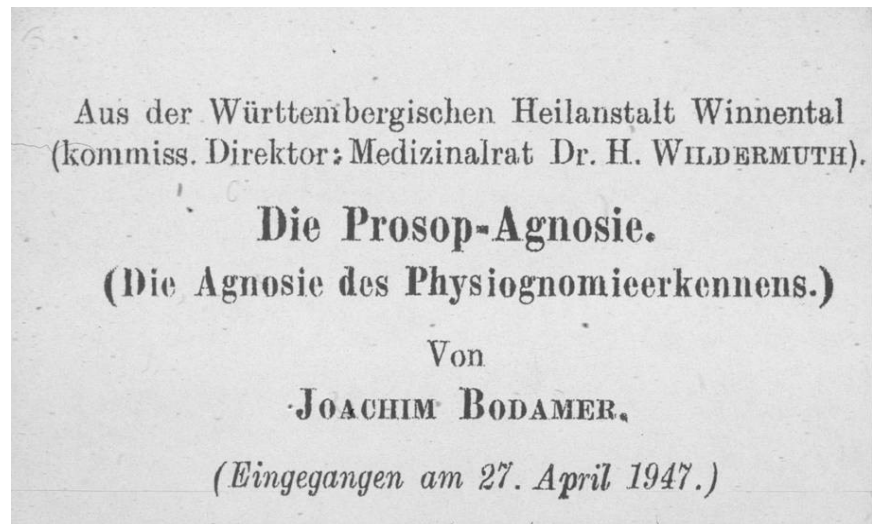 Aus der Württembergischen Heilanstalt Winnental
(kommiss. Direktor: Medizinalrat Dr. H. WILDERMUTH).
Die Prosop-Agnosie.
(Die Agnosie des Physiognomieerkennens.)
Von
JOACHIM BODAMER.
(Eingegangen am 27. April 1947.)